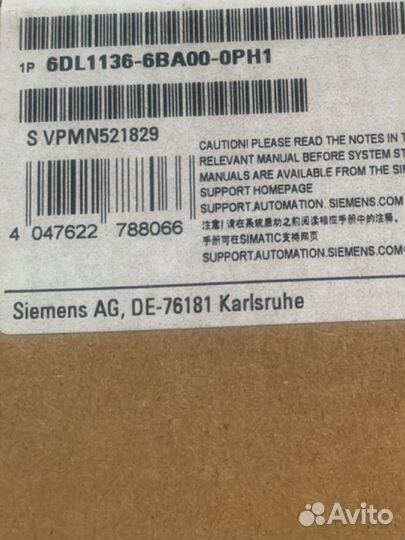 1P 6DL1136-6BA00-0PH1
S VPMN521829
CAUTION! PLEASE READ THE NOTES IN T
RELEVANT MANUAL BEFORE SYSTEM ST
MANUALS ARE AVAILABLE FROM THE SI
SUPPORT HOMEPAGE
SUPPORT.AUTOMATION.SIEMENS.COM
注意! 请在系统启动之前阅读相应手册中的注释,
手册可在SIMATIC支持网页
SUPPORT.AUTOMATION.SIEMENS.COM
4 047622 788066
Siemens AG, DE-76181 Karlsruhe
Avito